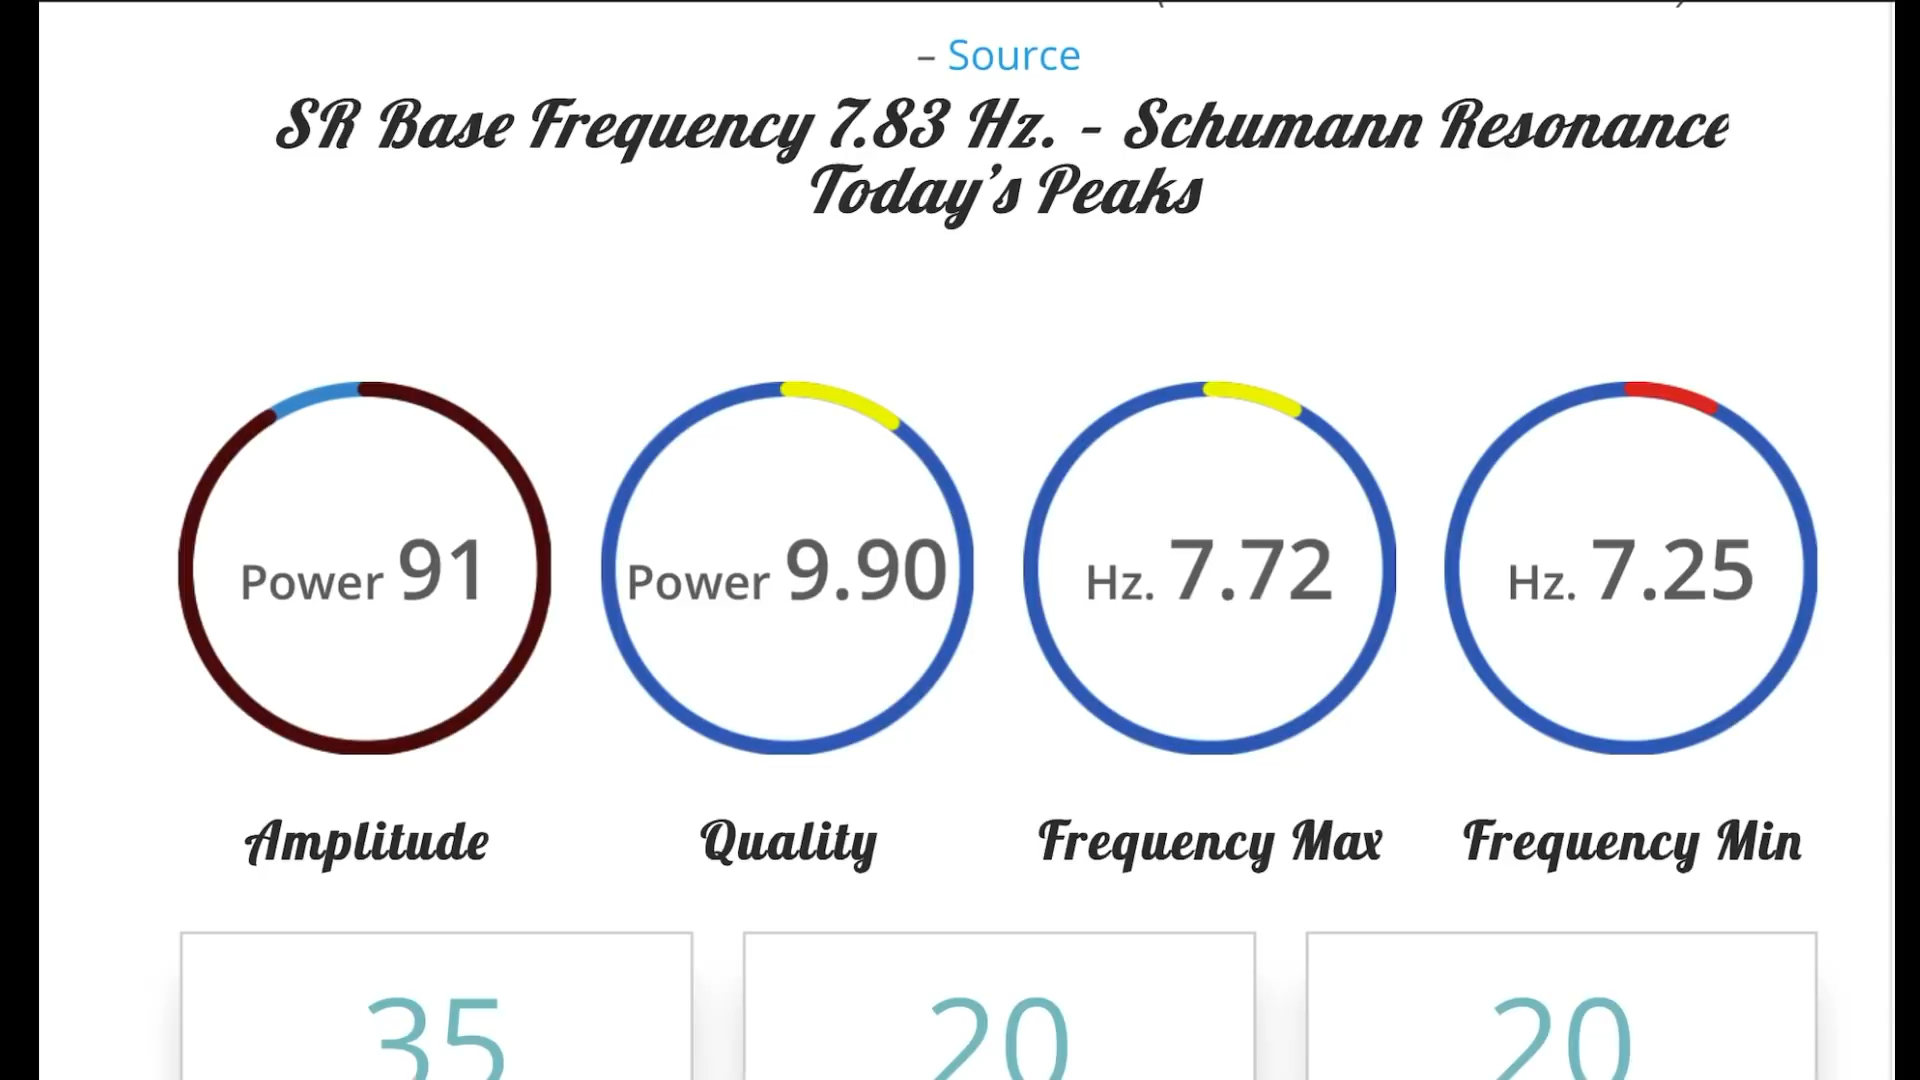 – Source
SR Base Frequency 7.83 Hz. - Schumann Resonance
Today's Peaks
Power 91
Power 9.90
Hz. 7.72
Hz. 7.25
Amplitude
Quality
Frequency Max
Frequency Min
35
20
20